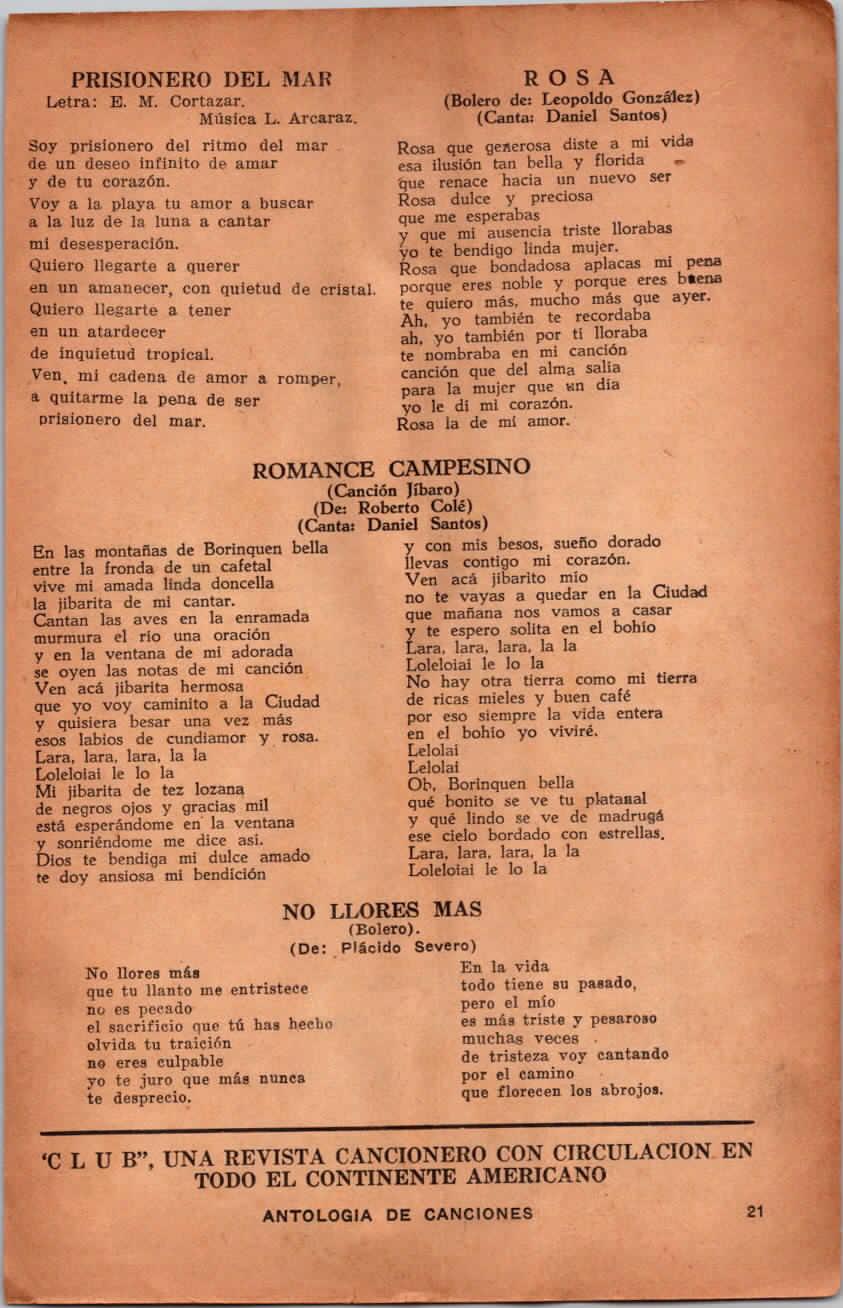 PRISIONERO DEL MAR
Letra: E. M. Cortazar.
Música L. Arcaraz.
Soy prisionero del ritmo del mar
de un deseo infinito de amar
y de tu corazón.
Voy a la playa tu amor a buscar
a la luz de la luna a cantar
mi desesperación.
Quiero llegarte a querer
en un amanecer, con quietud de cristal.
Quiero llegarte a tener
en un atardecer
de inquietud tropical.
Ven, mi cadena de amor a romper,
a quitarme la pena de ser
prisionero del mar.
R O S A
(Bolero de: Leopoldo González)
(Canta: Daniel Santos)
Rosa que generosa diste a mi vida
esa ilusión tan bella y florida
que renace hacia un nuevo ser
Rosa dulce y preciosa
que me esperabas
y que mi ausencia triste llorabas
yo te bendigo linda mujer.
Rosa que bondadosa aplacas mi pena
porque eres noble y porque eres buena
te quiero más, mucho más que ayer.
Ah, yo también te recordaba
ah, yo también por ti lloraba
te nombraba en mi canción
canción que del alma salía
para la mujer que un día
yo le di mi corazón.
Rosa la de mi amor.
ROMANCE CAMPESINO
(Canción Jíbaro)
(De: Roberto Colé)
(Canta: Daniel Santos)
En las montañas de Borinquen bella
entre la fronda de un cafetal
vive mi amada linda doncella
la jibarita de mi cantar.
Cantan las aves en la enramada
murmura el río una oración
y en la ventana de mi adorada
se oyen las notas de mi canción
Ven acá jibarita hermosa
que yo voy caminito a la Ciudad
y quisiera besar una vez más
esos labios de cundiamor y rosa.
Lara, lara, lara, la la
Loleloiai le lo la
Mi jibarita de tez lozana
de negros ojos y gracias mil
está esperándome en la ventana
y sonriéndome me dice así.
Dios te bendiga mi dulce amado
te doy ansiosa mi bendición
y con mis besos, sueño dorado
llevas contigo mi corazón.
Ven acá jibarito mío
no te vayas a quedar en la Ciudad
que mañana nos vamos a casar
y te espero solita en el bohío
Lara, lara, lara, la la
Loleloiai le lo la
No hay otra tierra como mi tierra
de ricas mieles y buen café
por eso siempre la vida entera
en el bohío yo viviré.
Lelolai
Lelolai
Oh, Borinquen bella
qué bonito se ve tu platanal
y qué lindo se ve de madrugá
ese cielo bordado con estrellas.
Lara, lara, lara, la la
Loleloiai le lo la
NO LLORES MAS
(Bolero).
(De: Plácido Severo)
No llores más
que tu llanto me entristece
no es pecado
el sacrificio que tú has hecho
olvida tu traición
no eres culpable
yo te juro que más nunca
te desprecio.
En la vida
todo tiene su pasado,
pero el mío
es más triste y pesaroso
muchas veces
de tristeza voy cantando
por el camino
que florecen los abrojos.
'C L U B", UNA REVISTA CANCIONERO CON CIRCULACION EN
TODO EL CONTINENTE AMERICANO
ANTOLOGIA DE CANCIONES
21